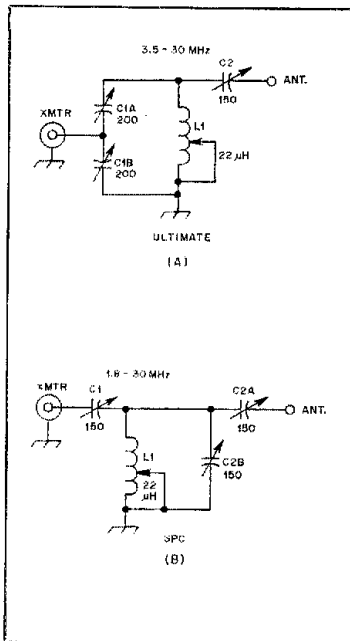 3.5 - 30 MHz
C2
ANT.
150
XMTR
C1A
200
L1
C1B
200
22 µH
ULTIMATE
(A)
1.8 - 30 MHz
XMTR
C1
C2A
ANT.
150
150
L1
C2B
150
22
µH
SPC
(B)